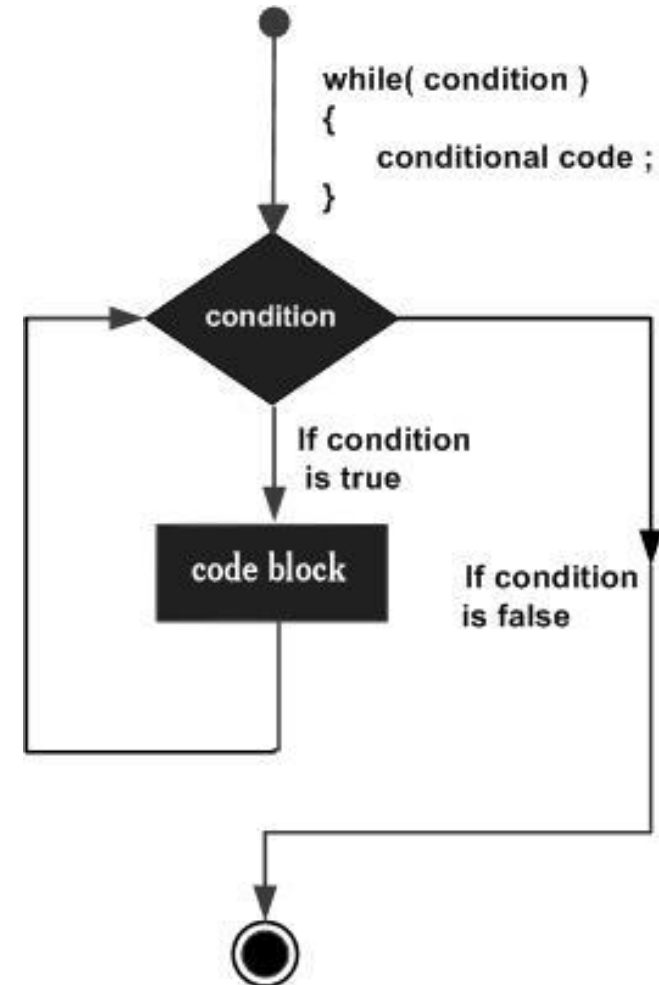 while( condition )
{
conditional code ;
}
condition
If condition
is true
code block
If condition
is false